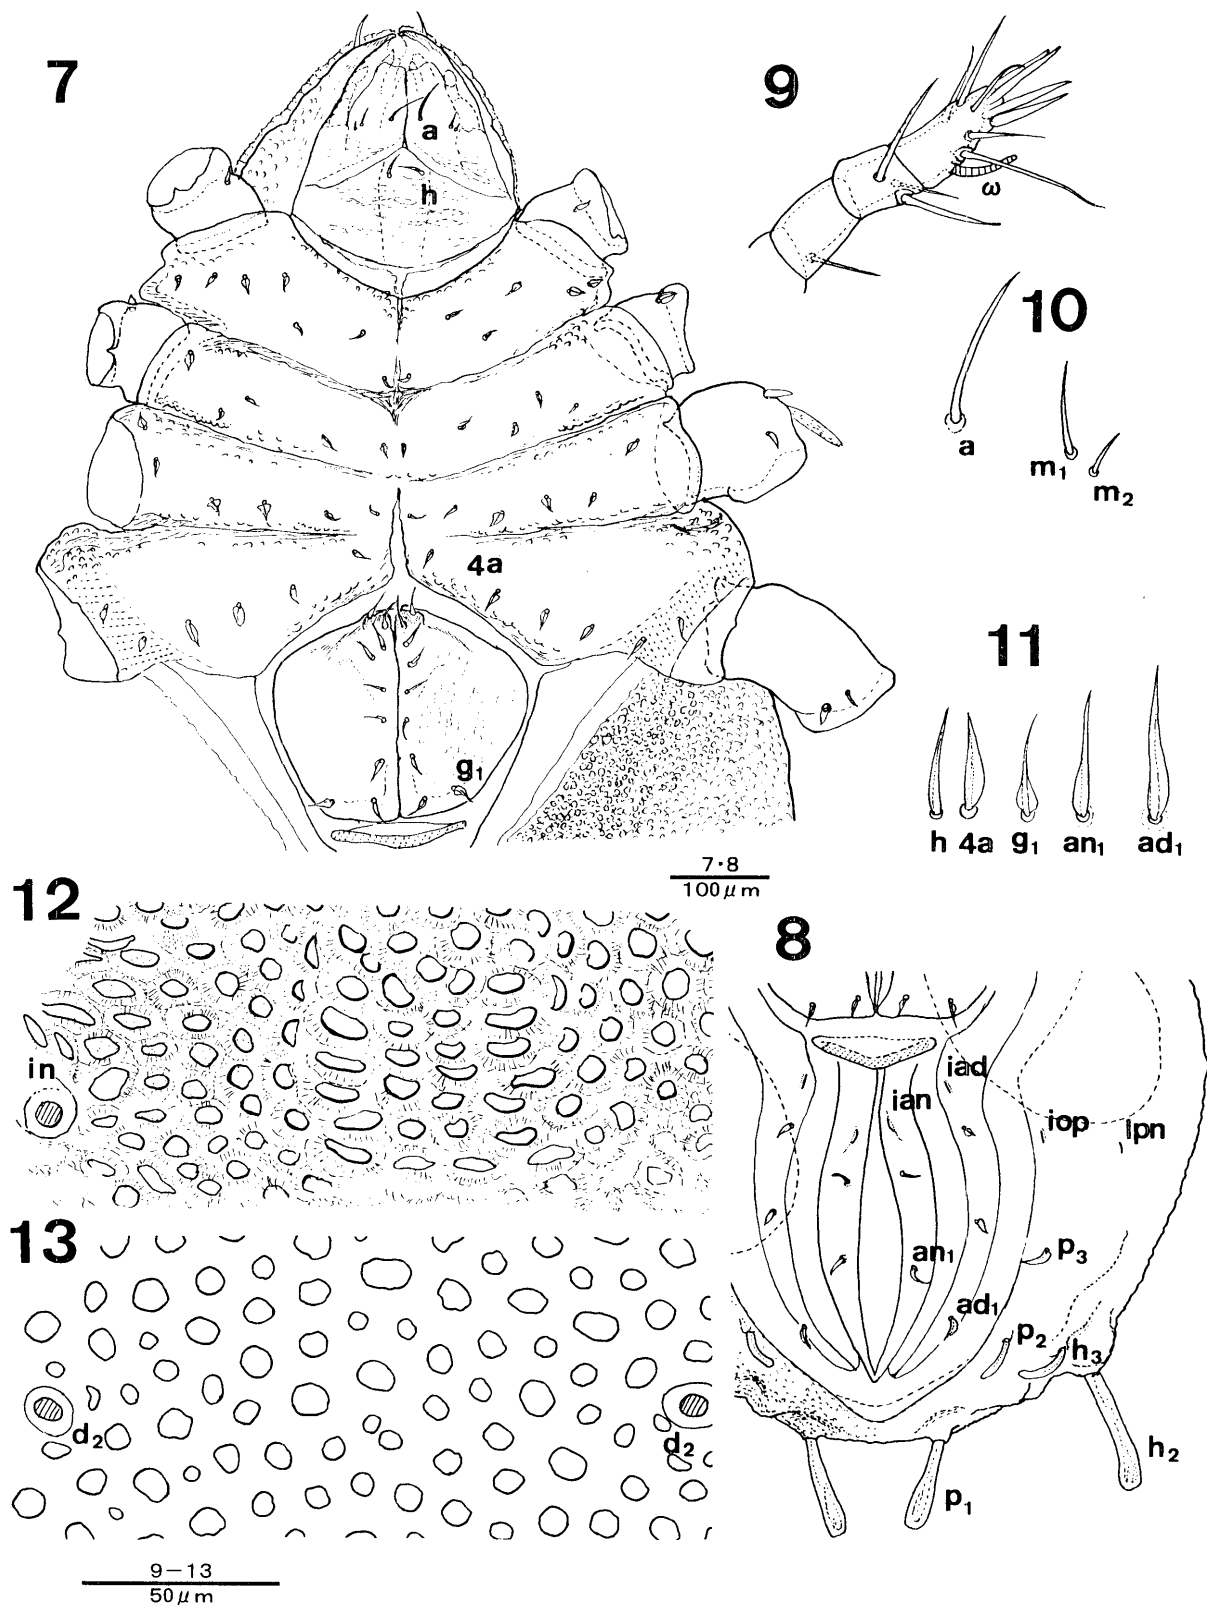 7
a
h
4a
g₁
9
ω
10
a
m₁
m₂
11
h 4a g₁ an₁ ad₁
7·8
100μm
12
in
13
d₂
d₂
9−13
50μm
8
iad
ian
iop
ipn
an₁
p₃
ad₁
p₂
h₃
h₂
p₁